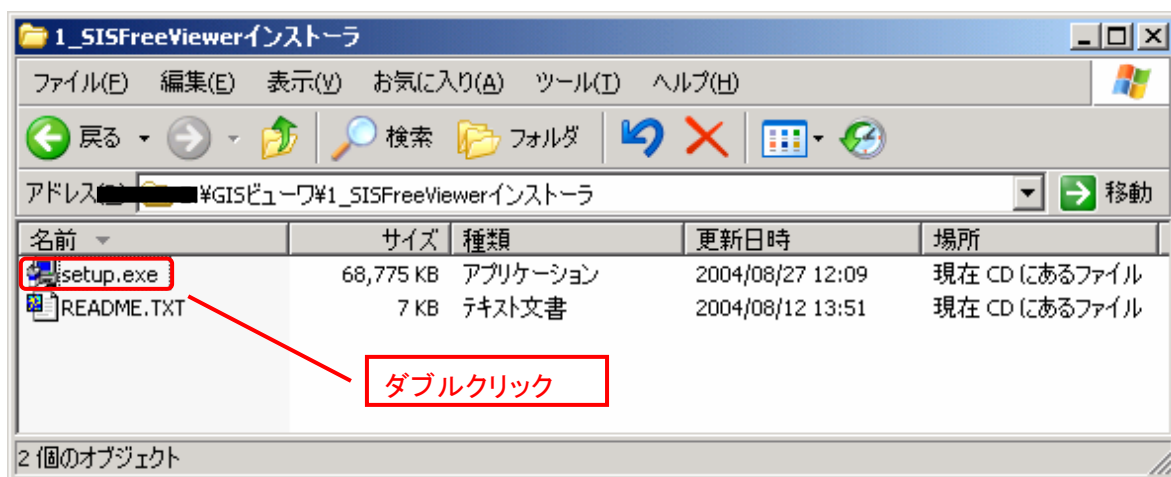 1_SISFreeViewerインストーラ
ファイル(F) 編集(E) 表示(V) お気に入り(A) ツール(T) ヘルプ(H)
戻る 検索 フォルダ
アドレス ¥GISビューワ¥1_SISFreeViewerインストーラ 移動
名前 サイズ 種類 更新日時 場所
setup.exe 68,775 KB アプリケーション 2004/08/27 12:09 現在 CD にあるファイル
README.TXT 7 KB テキスト文書 2004/08/12 13:51 現在 CD にあるファイル
ダブルクリック
2 個のオブジェクト